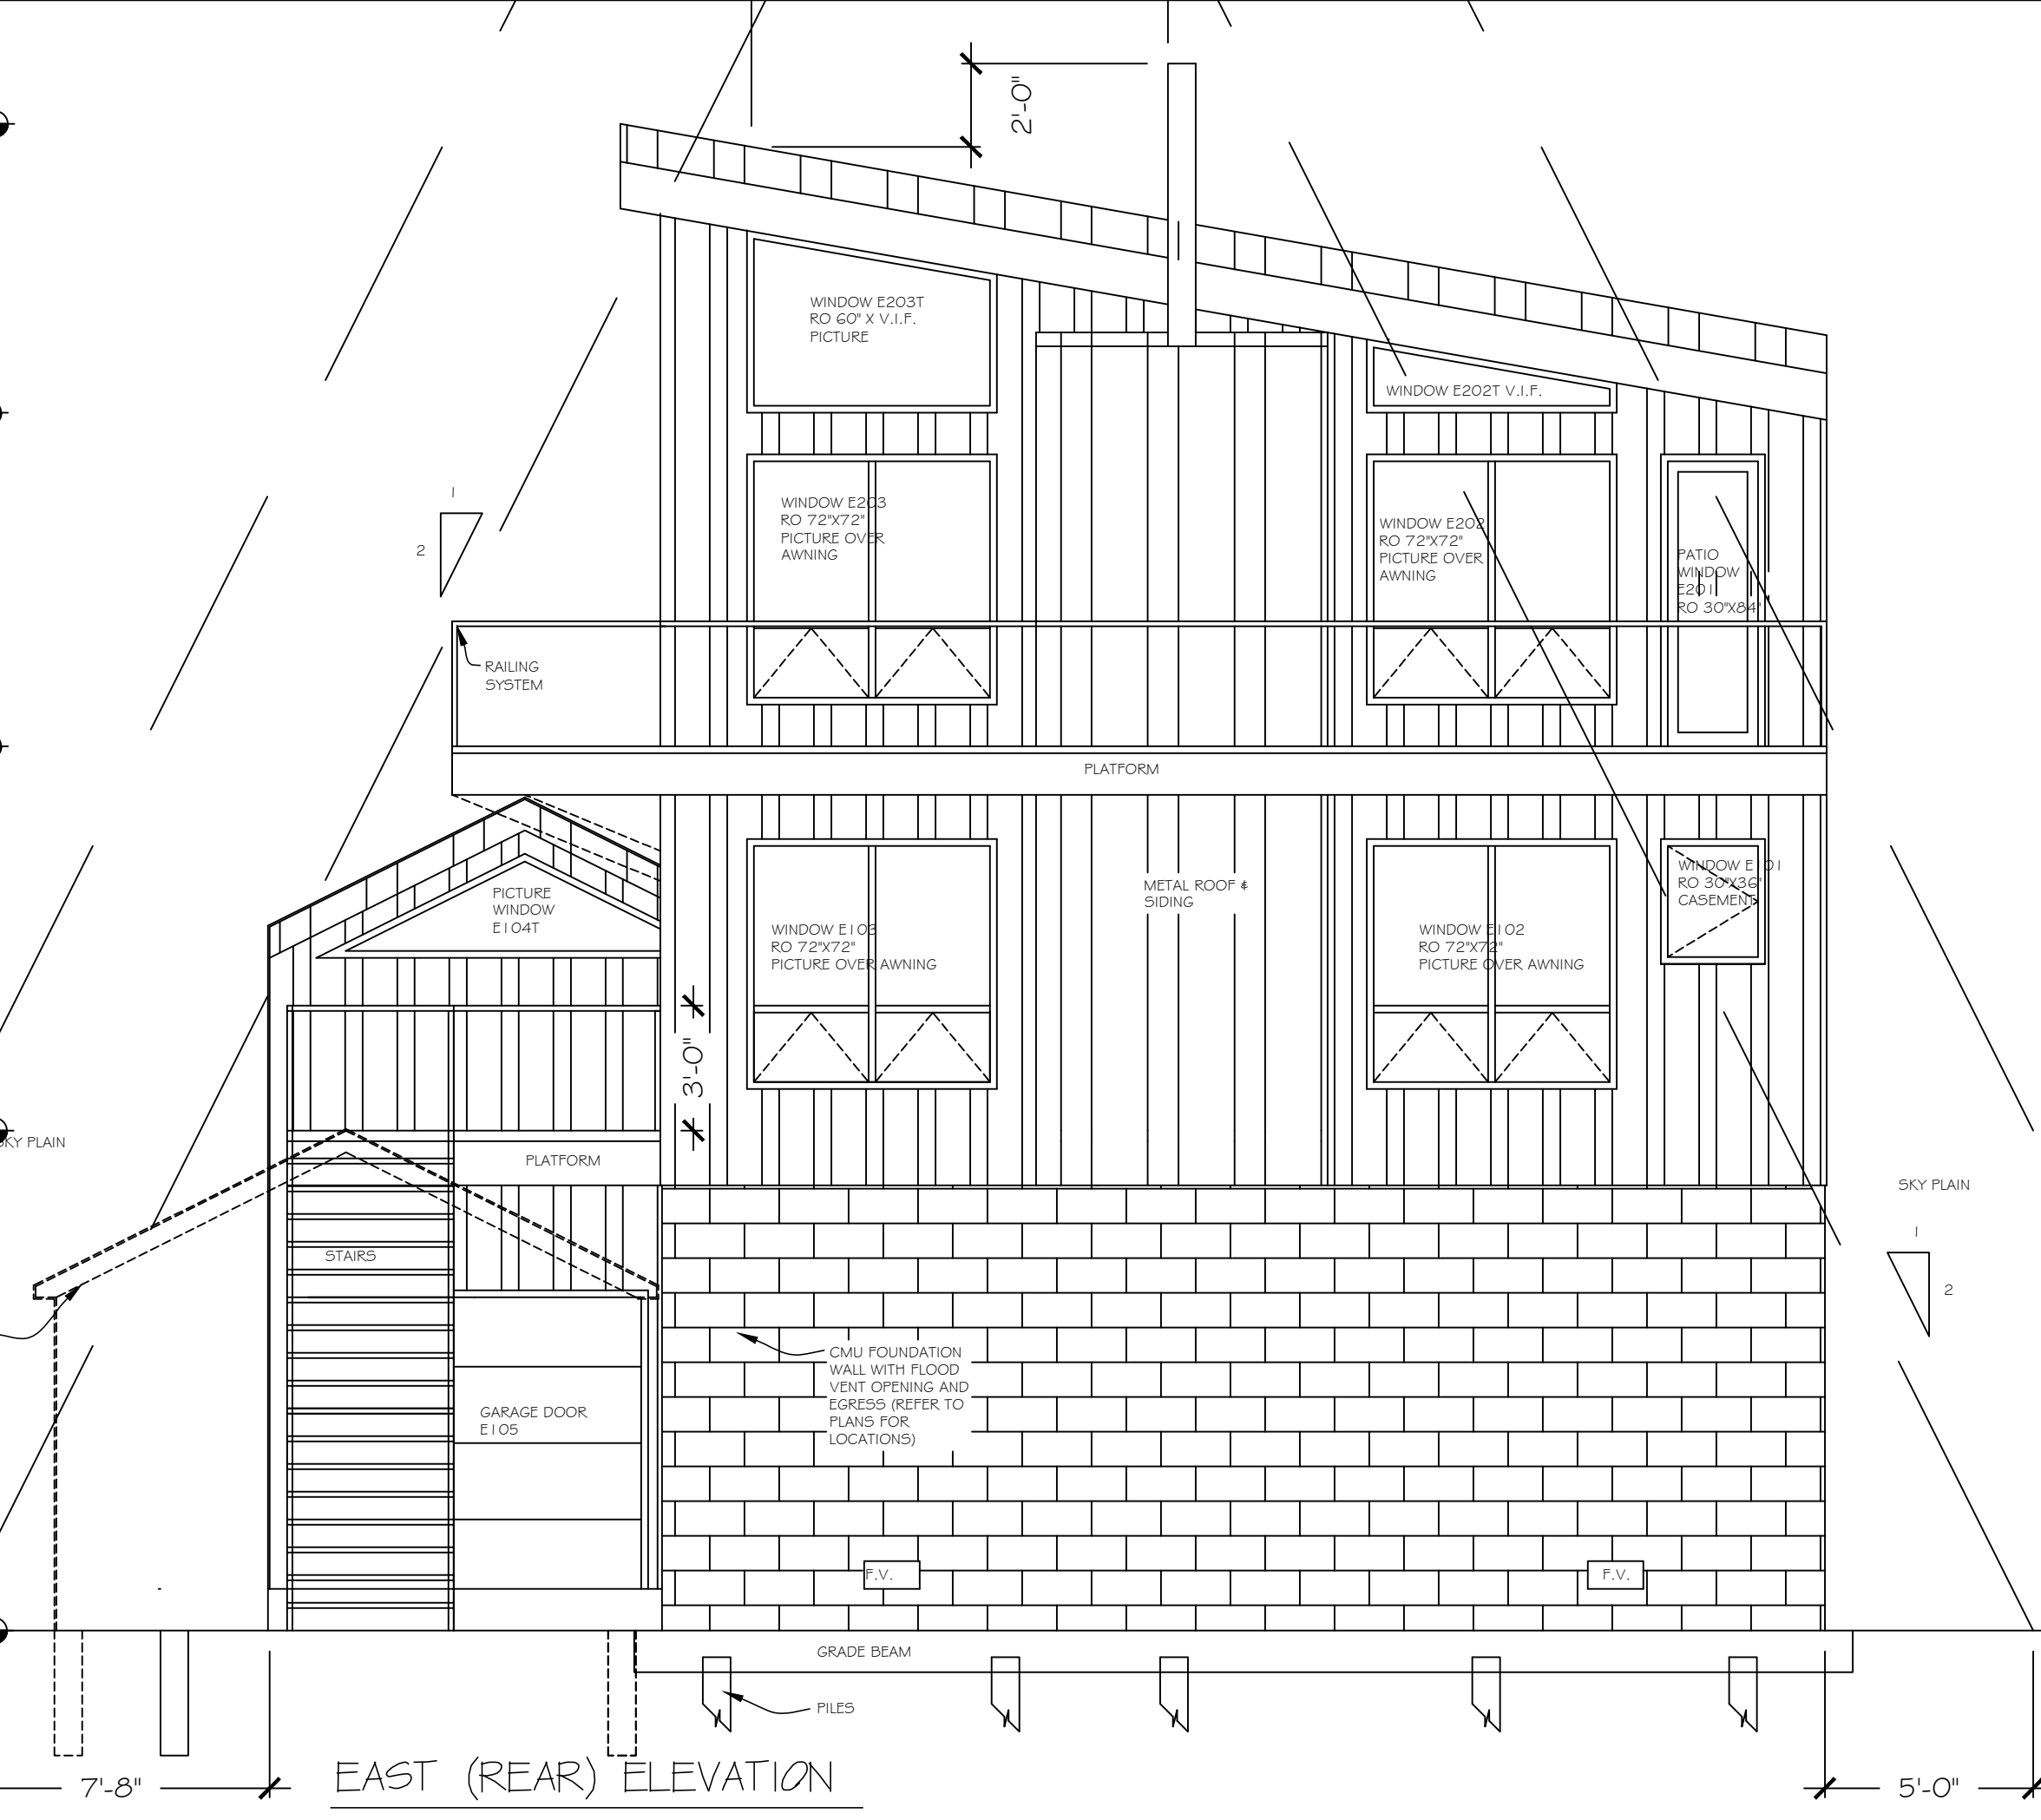 2'-0"
WINDOW E203T
RO 60" X V.I.F.
PICTURE
WINDOW E202T V.I.F.
1
2
WINDOW E203
RO 72"X72"
PICTURE OVER
AWNING
WINDOW E202
RO 72"X72"
PICTURE OVER
AWNING
PATIO
WINDOW
E201
RO 30"X84"
RAILING
SYSTEM
PLATFORM
PICTURE
WINDOW
E104T
METAL ROOF &
SIDING
WINDOW E101
RO 30"X36"
CASEMENT
WINDOW E103
RO 72"X72"
PICTURE OVER AWNING
WINDOW E102
RO 72"X72"
PICTURE OVER AWNING
3'-0"
SKY PLAIN
PLATFORM
SKY PLAIN
1
2
STAIRS
CMU FOUNDATION
WALL WITH FLOOD
VENT OPENING AND
EGRESS (REFER TO
PLANS FOR
LOCATIONS)
GARAGE DOOR
E105
F.V.
F.V.
GRADE BEAM
PILES
EAST (REAR) ELEVATION
7'-8"
5'-0"